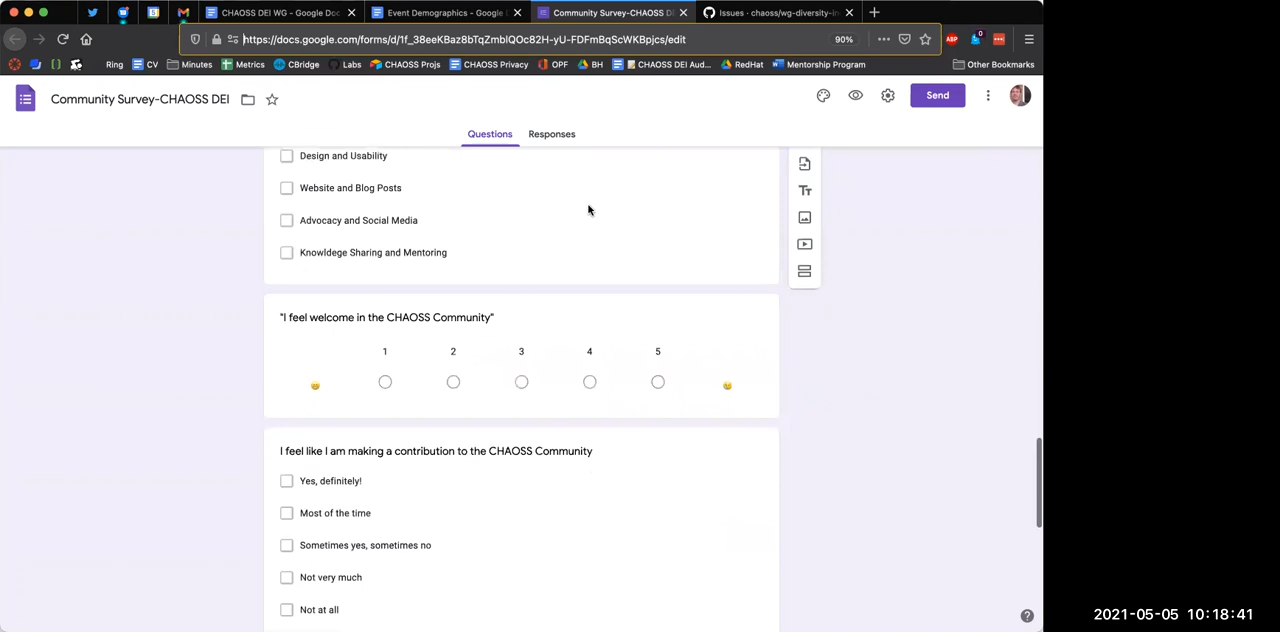 CHAOSS DEI WG - Google Doc
Event Demographics - Google
Community Survey-CHAOSS D
Issues · chaoss/wg-diversity-in
https://docs.google.com/forms/d/1f_38eeKBaz8bTqZmblQOc82H-yU-FDFmBqScWKBpjcs/edit
90%
ABP
0
Ring
CV
Minutes
Metrics
CBridge
Labs
CHAOSS Projs
CHAOSS Privacy
OPF
BH
CHAOSS DEI Aud...
RedHat
Mentorship Program
Other Bookmarks
Community Survey-CHAOSS DEI
Send
Questions
Responses
Design and Usability
Website and Blog Posts
Advocacy and Social Media
Knowldege Sharing and Mentoring
Tт
"I feel welcome in the CHAOSS Community"
1 2 3 4 5
I feel like I am making a contribution to the CHAOSS Community
Yes, definitely!
Most of the time
Sometimes yes, sometimes no
Not very much
Not at all
2021-05-05 10:18:41